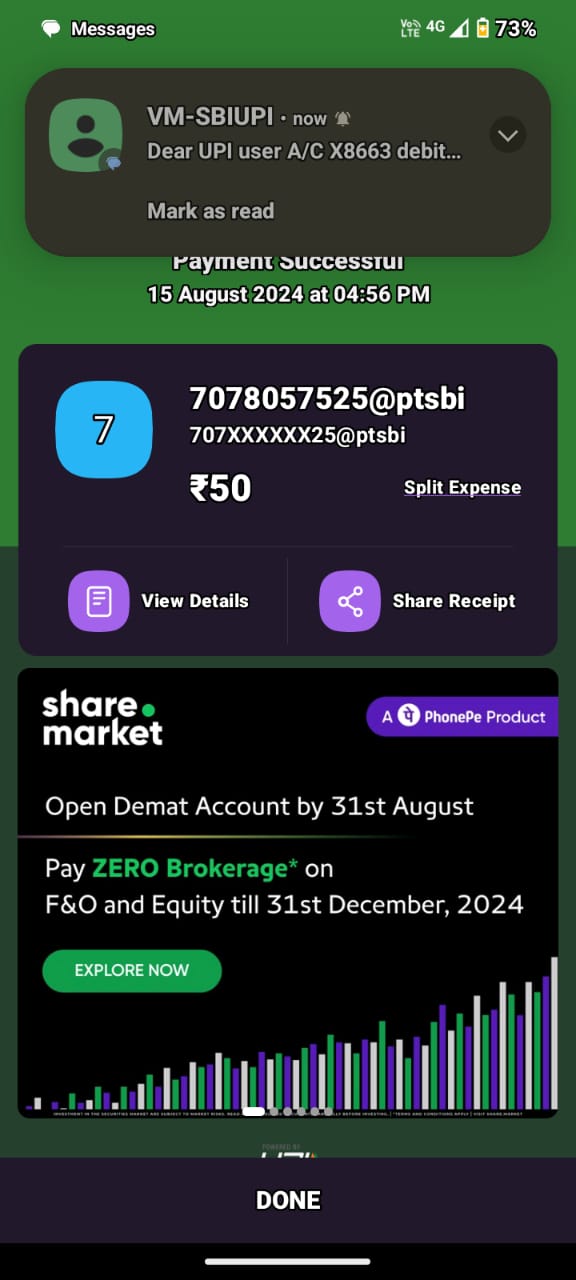 Messages
Vo))
LTE
4G
73%
VM-SBIUPI • now
Dear UPI user A/C X8663 debit...
Mark as read
Payment Successful
15 August 2024 at 04:56 PM
7
7078057525@ptsbi
707XXXXXX25@ptsbi
₹50
Split Expense
View Details
Share Receipt
share.
market
A पे PhonePe Product
Open Demat Account by 31st August
Pay ZERO Brokerage* on
F&O and Equity till 31st December, 2024
EXPLORE NOW
INVESTMENT IN THE SECURITIES MARKET ARE SUBJECT TO MARKET RISKS, READ BEFORE INVESTING. | *TERMS AND CONDITIONS APPLY | VISIT SHARE.MARKET
POWERED BY
DONE